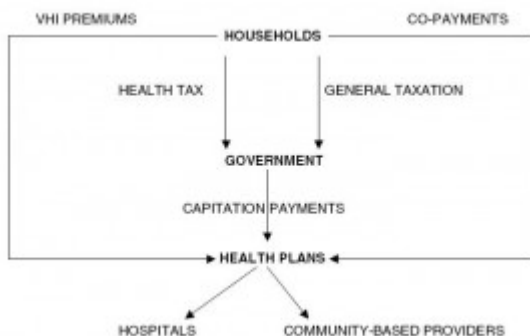 VHI PREMIUMS
CO-PAYMENTS
HOUSEHOLDS
HEALTH TAX
GENERAL TAXATION
GOVERNMENT
CAPITATION PAYMENTS
HEALTH PLANS
HOSPITALS
COMMUNITY-BASED PROVIDERS